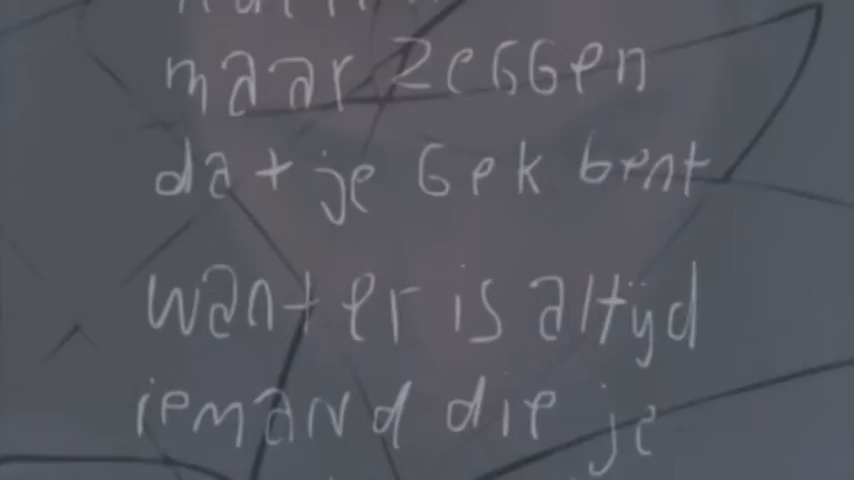 maar zeggen
dat je gek bent
want er is altijd
iemand die je